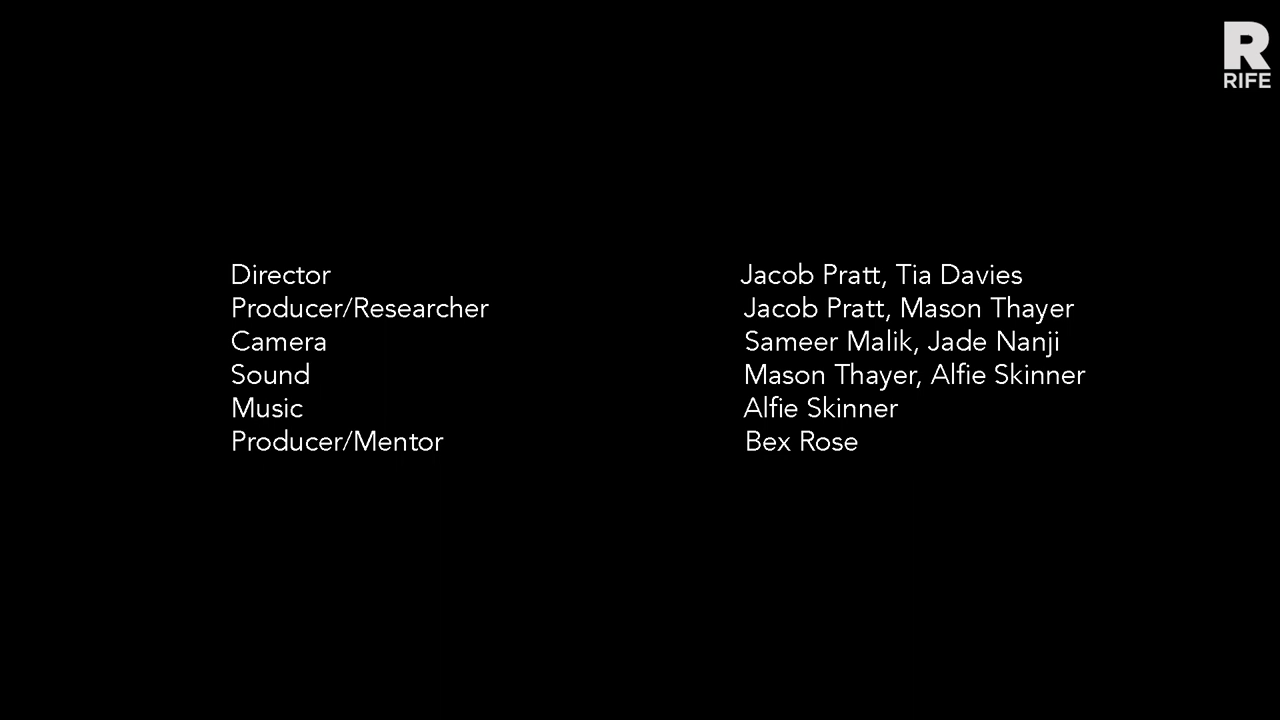 R
RIFE
Director Jacob Pratt, Tia Davies
Producer/Researcher Jacob Pratt, Mason Thayer
Camera Sameer Malik, Jade Nanji
Sound Mason Thayer, Alfie Skinner
Music Alfie Skinner
Producer/Mentor Bex Rose